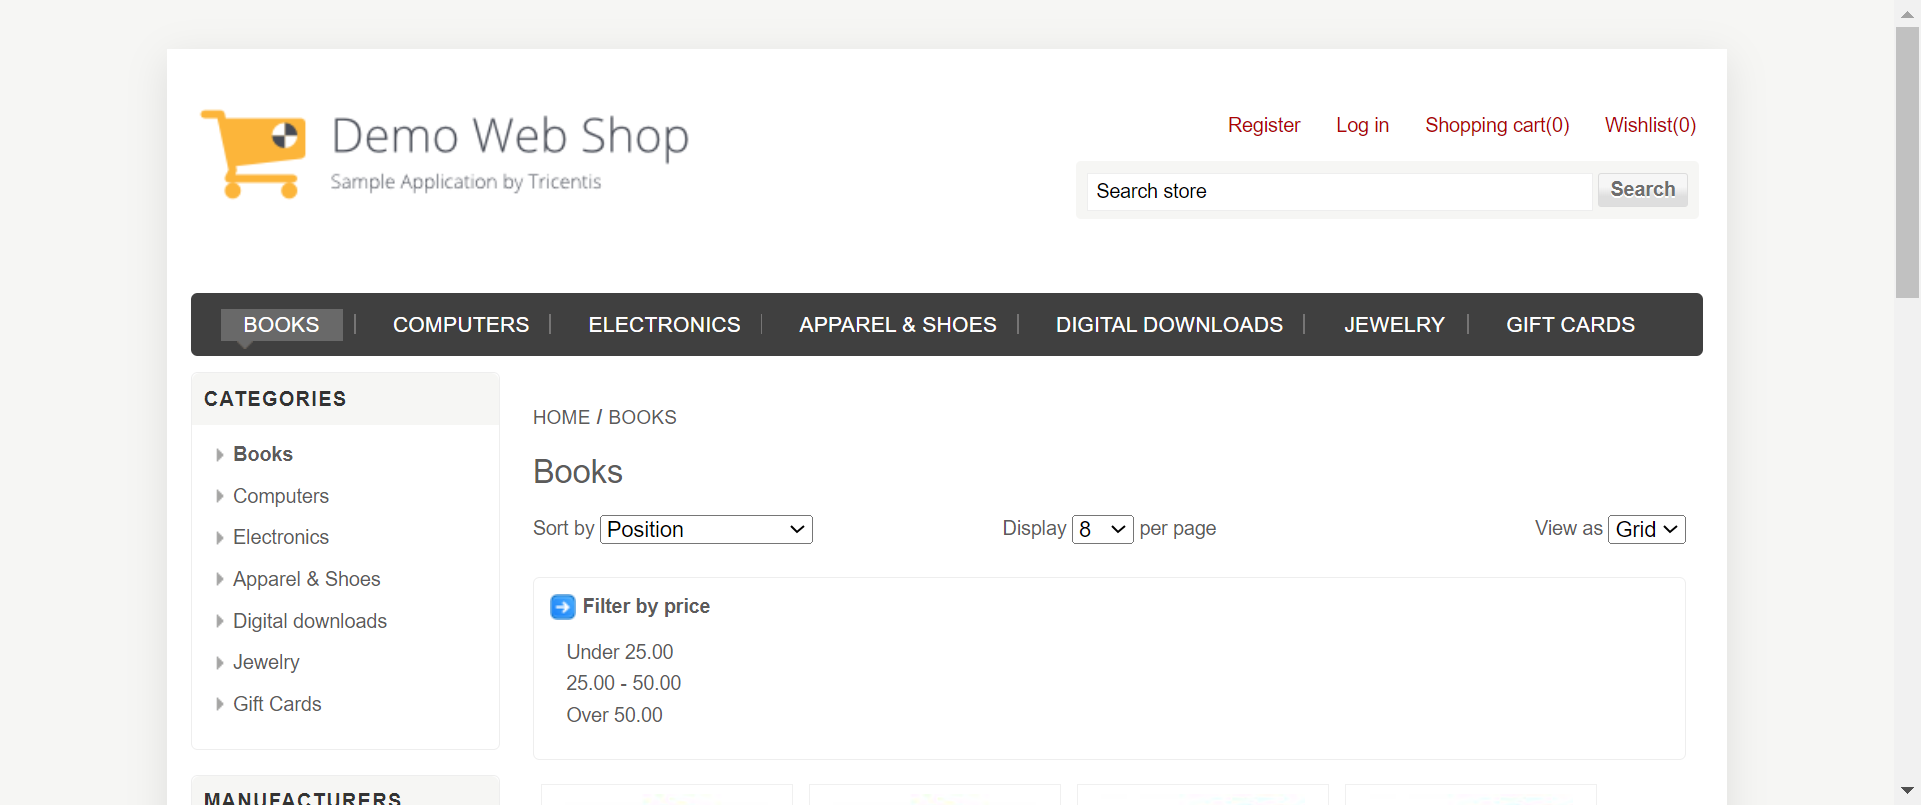 Demo Web Shop
Sample Application by Tricentis
Register Log in Shopping cart(0) Wishlist(0)
Search store Search
BOOKS COMPUTERS ELECTRONICS APPAREL & SHOES DIGITAL DOWNLOADS JEWELRY GIFT CARDS
CATEGORIES
Books
Computers
Electronics
Apparel & Shoes
Digital downloads
Jewelry
Gift Cards
MANUFACTURERS
HOME / BOOKS
Books
Sort by Position Display 8 per page View as Grid
Filter by price
Under 25.00
25.00 - 50.00
Over 50.00